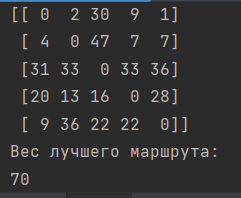 [[ 0  2 30  9  1]
 [ 4  0 47  7  7]
 [31 33  0 33 36]
 [20 13 16  0 28]
 [ 9 36 22 22  0]]
Вес лучшего маршрута:
70